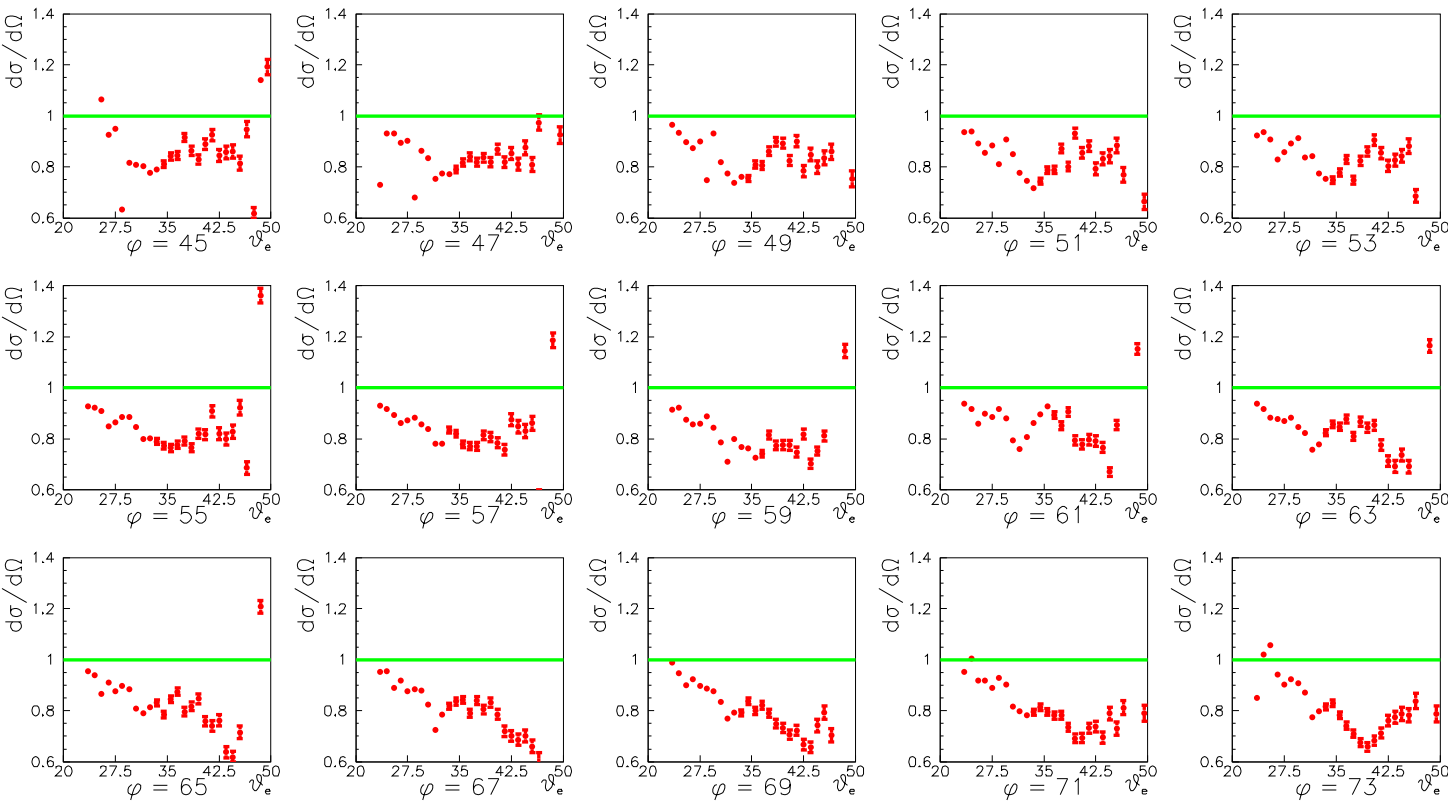 dσ/dΩ 1.4 1.2 1 0.8 0.6 20 27.5 35 42.5 50 φ = 45 ϑe
dσ/dΩ 1.4 1.2 1 0.8 0.6 20 27.5 35 42.5 50 φ = 47 ϑe
dσ/dΩ 1.4 1.2 1 0.8 0.6 20 27.5 35 42.5 50 φ = 49 ϑe
dσ/dΩ 1.4 1.2 1 0.8 0.6 20 27.5 35 42.5 50 φ = 51 ϑe
dσ/dΩ 1.4 1.2 1 0.8 0.6 20 27.5 35 42.5 50 φ = 53 ϑe
dσ/dΩ 1.4 1.2 1 0.8 0.6 20 27.5 35 42.5 50 φ = 55 ϑe
dσ/dΩ 1.4 1.2 1 0.8 0.6 20 27.5 35 42.5 50 φ = 57 ϑe
dσ/dΩ 1.4 1.2 1 0.8 0.6 20 27.5 35 42.5 50 φ = 59 ϑe
dσ/dΩ 1.4 1.2 1 0.8 0.6 20 27.5 35 42.5 50 φ = 61 ϑe
dσ/dΩ 1.4 1.2 1 0.8 0.6 20 27.5 35 42.5 50 φ = 63 ϑe
dσ/dΩ 1.4 1.2 1 0.8 0.6 20 27.5 35 42.5 50 φ = 65 ϑe
dσ/dΩ 1.4 1.2 1 0.8 0.6 20 27.5 35 42.5 50 φ = 67 ϑe
dσ/dΩ 1.4 1.2 1 0.8 0.6 20 27.5 35 42.5 50 φ = 69 ϑe
dσ/dΩ 1.4 1.2 1 0.8 0.6 20 27.5 35 42.5 50 φ = 71 ϑe
dσ/dΩ 1.4 1.2 1 0.8 0.6 20 27.5 35 42.5 50 φ = 73 ϑe